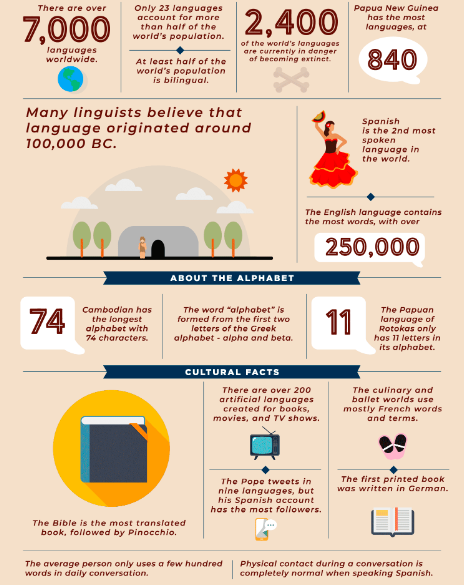 There are over
7,000
languages
worldwide.
Only 23 languages
account for more
than half of the
world's population.
At least half of the
world's population
is bilingual.
2,400
of the world's languages
are currently in danger
of becoming extinct.
Papua New Guinea
has the most
languages, at
840
Many linguists believe that
language originated around
100,000 BC.
Spanish
is the 2nd most
spoken
language in
the world.
The English language contains
the most words, with over
250,000
ABOUT THE ALPHABET
74
Cambodian has
the longest
alphabet with
74 characters.
The word "alphabet" is
formed from the first two
letters of the Greek
alphabet - alpha and beta.
11
The Papuan
language of
Rotokas only
has 11 letters in
its alphabet.
CULTURAL FACTS
The Bible is the most translated
book, followed by Pinocchio.
There are over 200
artificial languages
created for books,
movies, and TV shows.
The Pope tweets in
nine languages, but
his Spanish account
has the most followers.
The culinary and
ballet worlds use
mostly French words
and terms.
The first printed book
was written in German.
The average person only uses a few hundred
words in daily conversation.
Physical contact during a conversation is
completely normal when speaking Spanish.